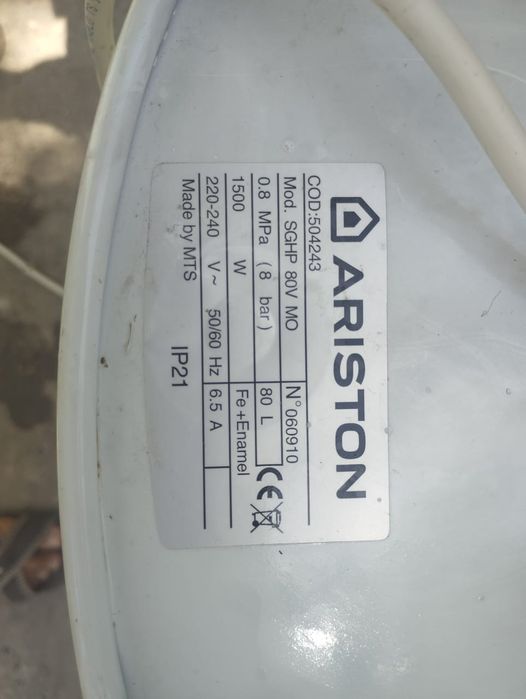 ARISTON
COD:504243
Mod. SGHP 80V MO N° 060910
0.8 MPa ( 8 bar ) 80 L
1500 W Fe+Enamel
220-240 V~ 50/60 Hz 6.5 A
Made by MTS IP21
CE